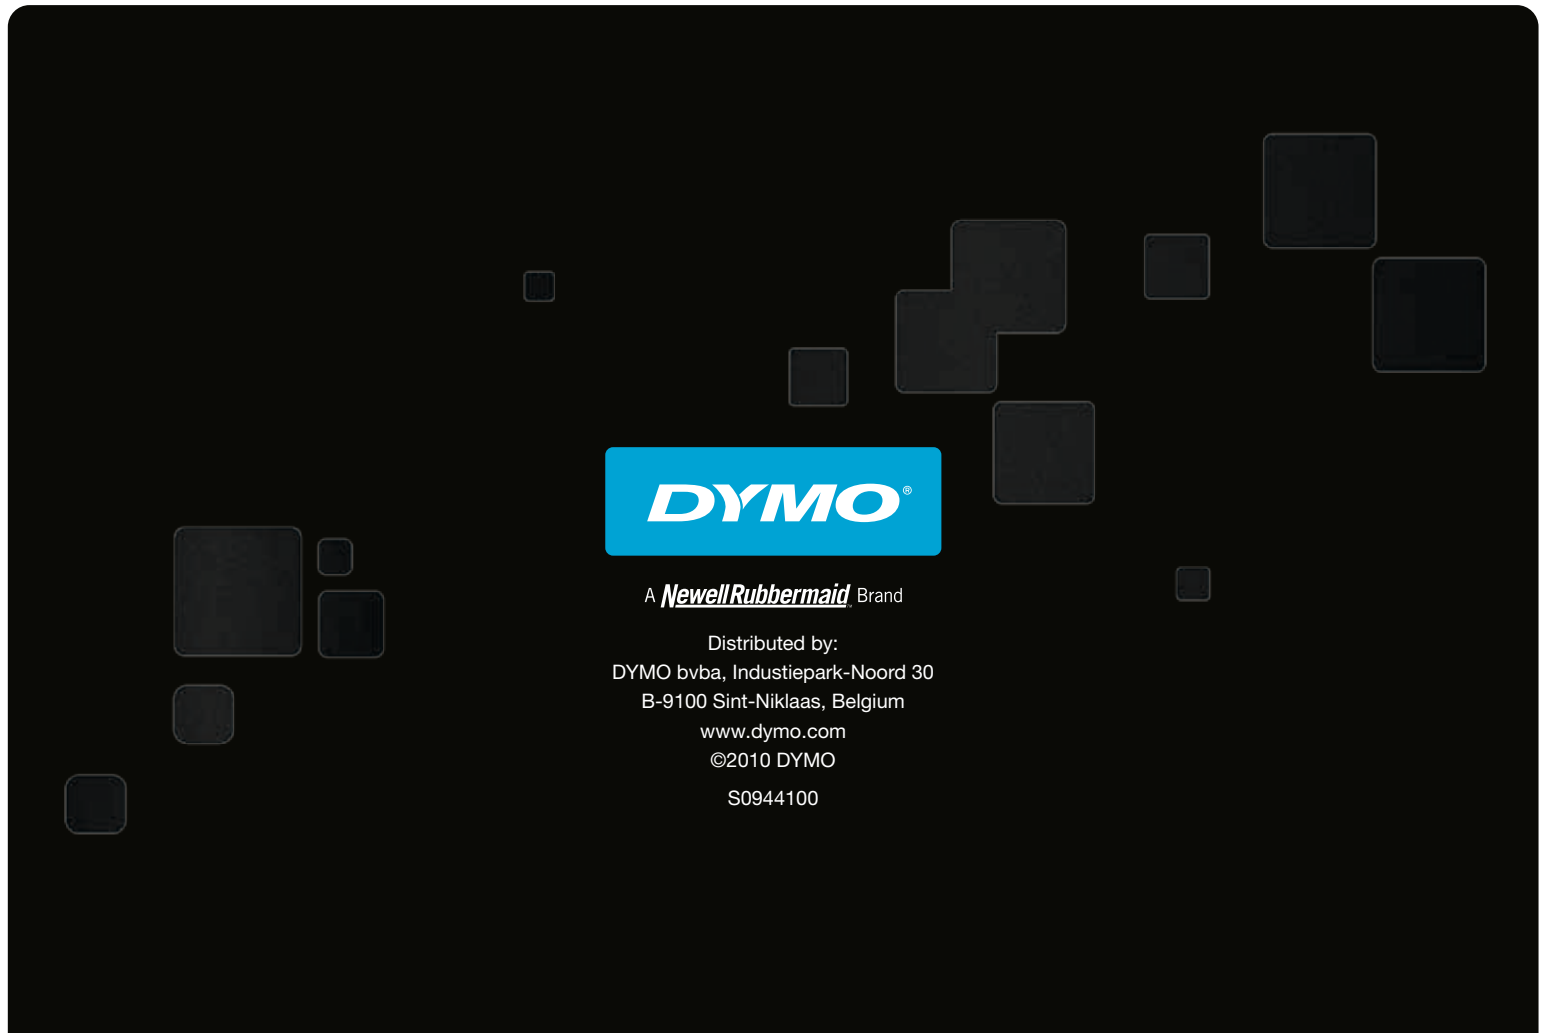 DYMO®
A NewellRubbermaid™ Brand
Distributed by:
DYMO bvba, Industiepark-Noord 30
B-9100 Sint-Niklaas, Belgium
www.dymo.com
©2010 DYMO
S0944100